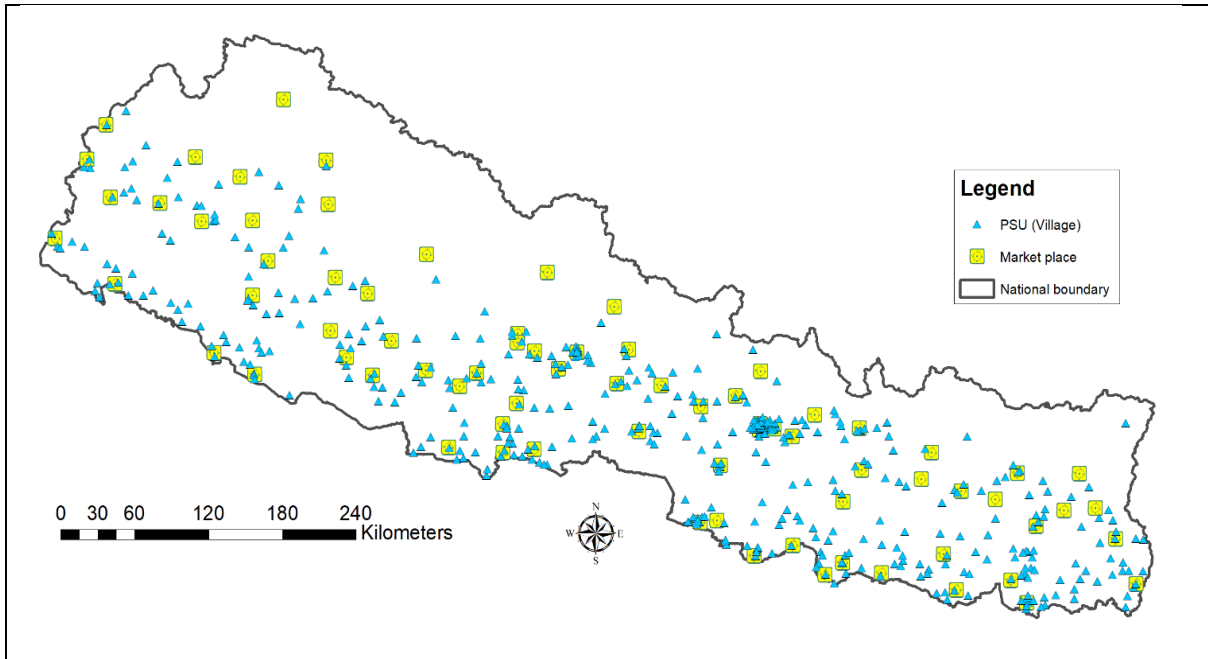 Legend
PSU (Village)
Market place
National boundary
0 30 60 120 180 240
Kilometers
N
W E
S